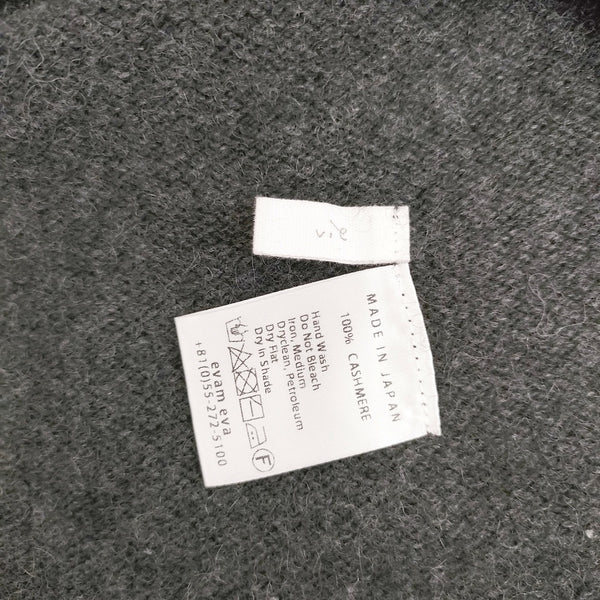 MADE IN JAPAN
100% CASHMERE
Hand Wash
Do Not Bleach
Iron, Medium
Dryclean, Petroleum
Dry Flat
Dry in Shade
F
evam eva
+81(0)55-272-5100